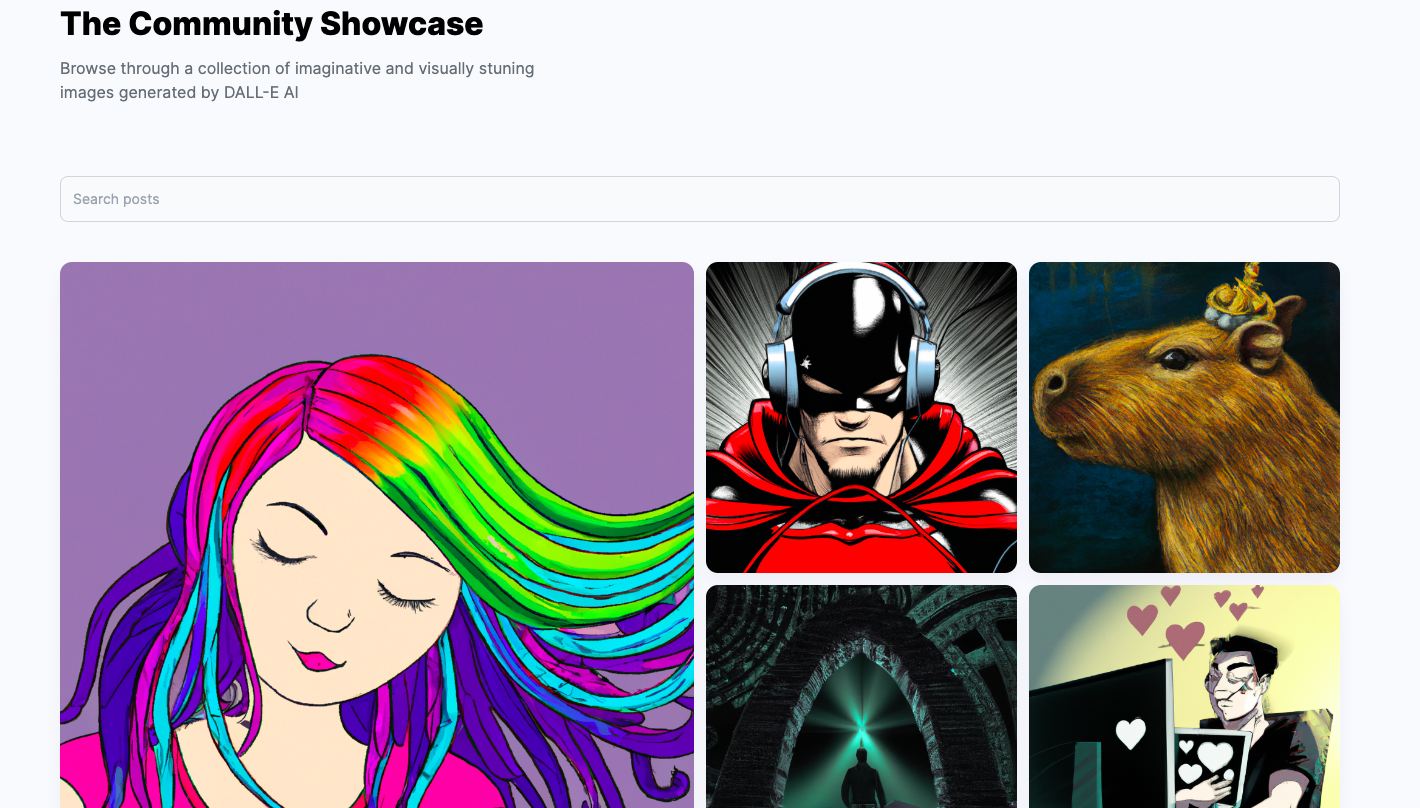 The Community Showcase
Browse through a collection of imaginative and visually stuning
images generated by DALL-E AI
Search posts